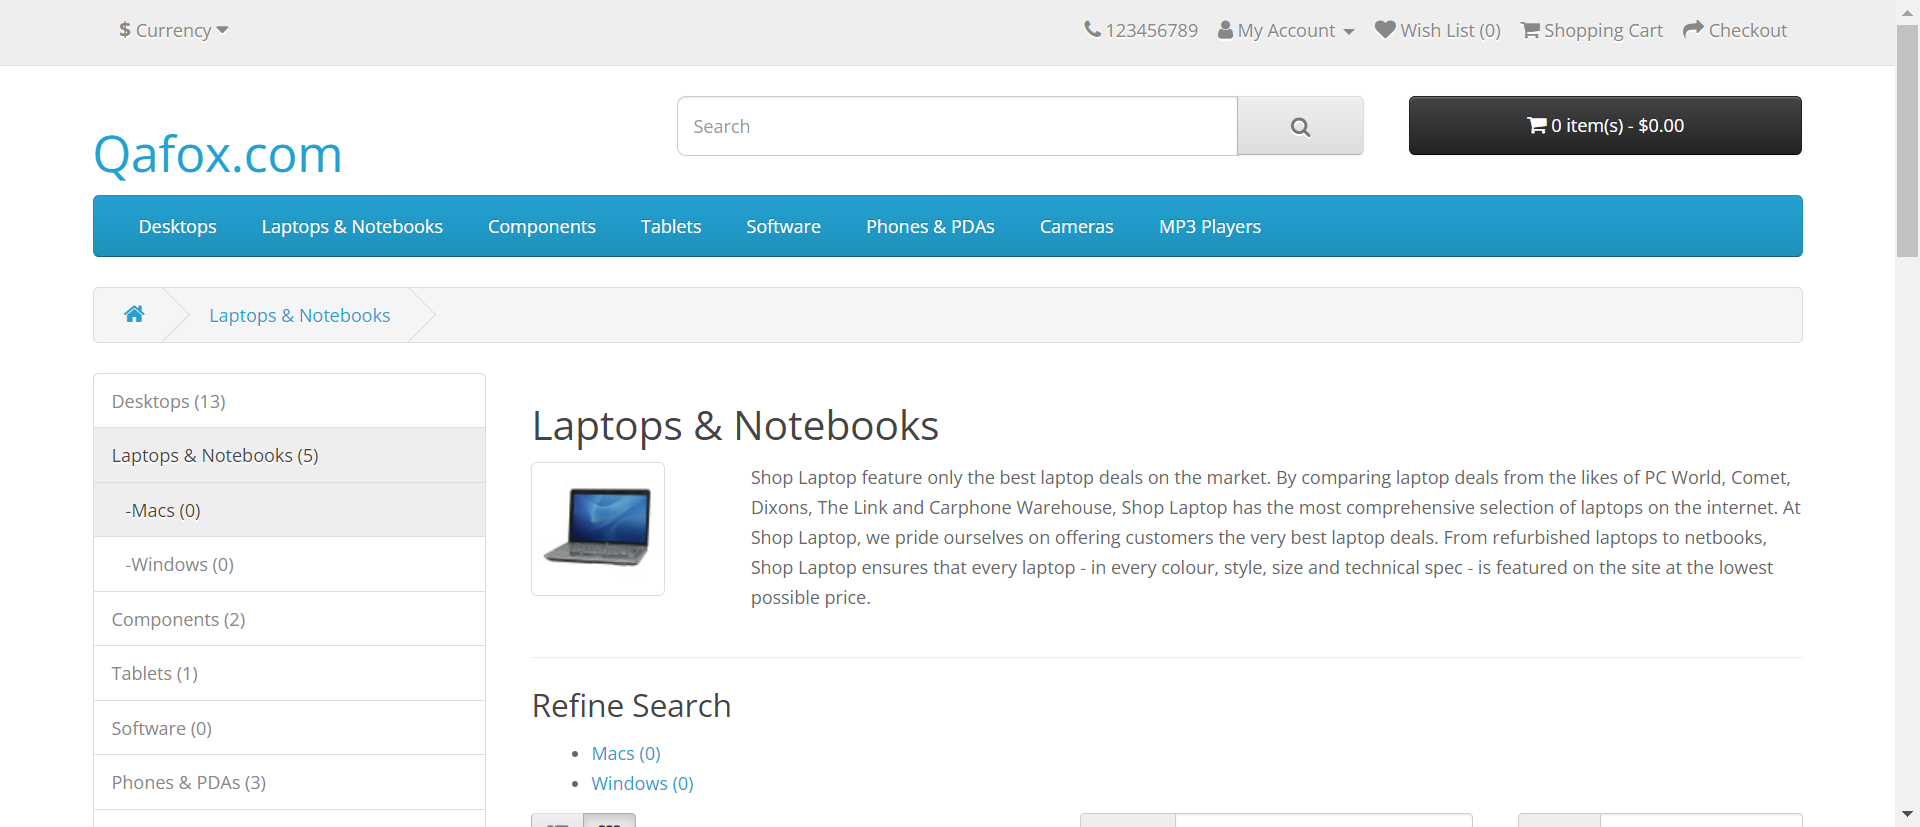 $ Currency
123456789 My Account Wish List (0) Shopping Cart Checkout
Search
0 item(s) - $0.00
Qafox.com
Desktops Laptops & Notebooks Components Tablets Software Phones & PDAs Cameras MP3 Players
Laptops & Notebooks
Desktops (13)
Laptops & Notebooks (5)
-Macs (0)
-Windows (0)
Components (2)
Tablets (1)
Software (0)
Phones & PDAs (3)
Laptops & Notebooks
Shop Laptop feature only the best laptop deals on the market. By comparing laptop deals from the likes of PC World, Comet,
Dixons, The Link and Carphone Warehouse, Shop Laptop has the most comprehensive selection of laptops on the internet. At
Shop Laptop, we pride ourselves on offering customers the very best laptop deals. From refurbished laptops to netbooks,
Shop Laptop ensures that every laptop - in every colour, style, size and technical spec - is featured on the site at the lowest
possible price.
Refine Search
Macs (0)
Windows (0)